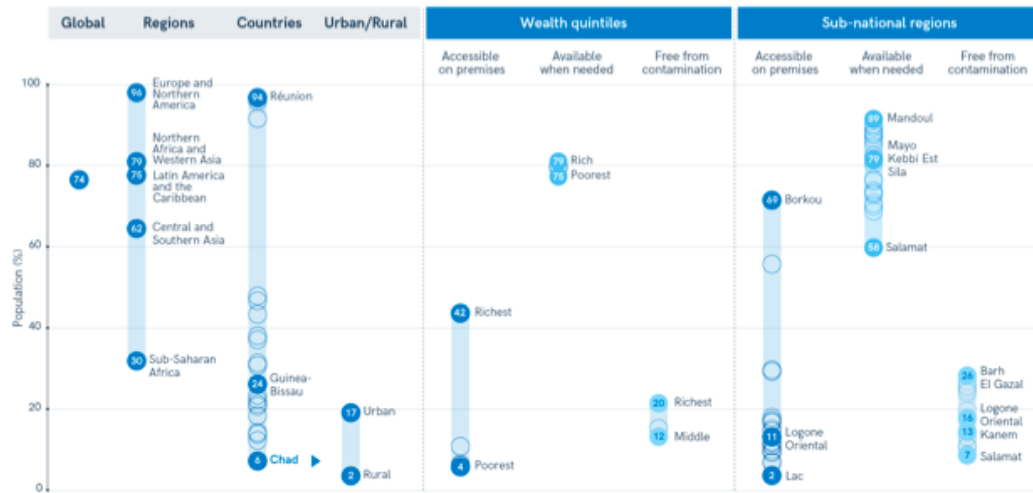 Global
Regions
Countries
Urban/Rural
Wealth quintiles
Sub-national regions
Accessible
on premises
Available
when needed
Free from
contamination
Accessible
on premises
Available
when needed
Free from
contamination
Population (%)
100
80
60
40
20
0
74
96
Europe and
Northern
America
Northern
Africa and
79 Western Asia
75 Latin America
and the
Caribbean
62 Central and
Southern Asia
30 Sub-Saharan
Africa
94 Réunion
24 Guinea-
Bissau
6 Chad
17 Urban
2 Rural
42 Richest
4 Poorest
79 Rich
75 Poorest
20 Richest
12 Middle
69 Borkou
11 Logone
Oriental
2 Lac
89 Mandoul
Mayo
79 Kebbi Est
Sila
58 Salamat
26 Barh
El Gazal
Logone
16 Oriental
13 Kanem
7 Salamat